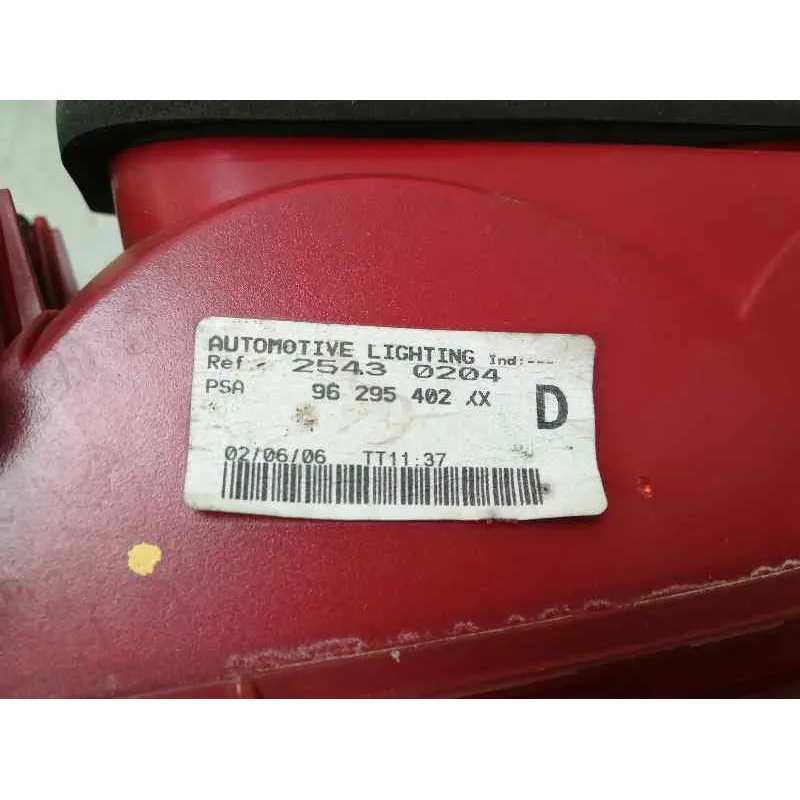 AUTOMOTIVE LIGHTING Ind:---
Ref.- 2543 0204
PSA 96 295 402 XX D
02/06/06 TT11:37